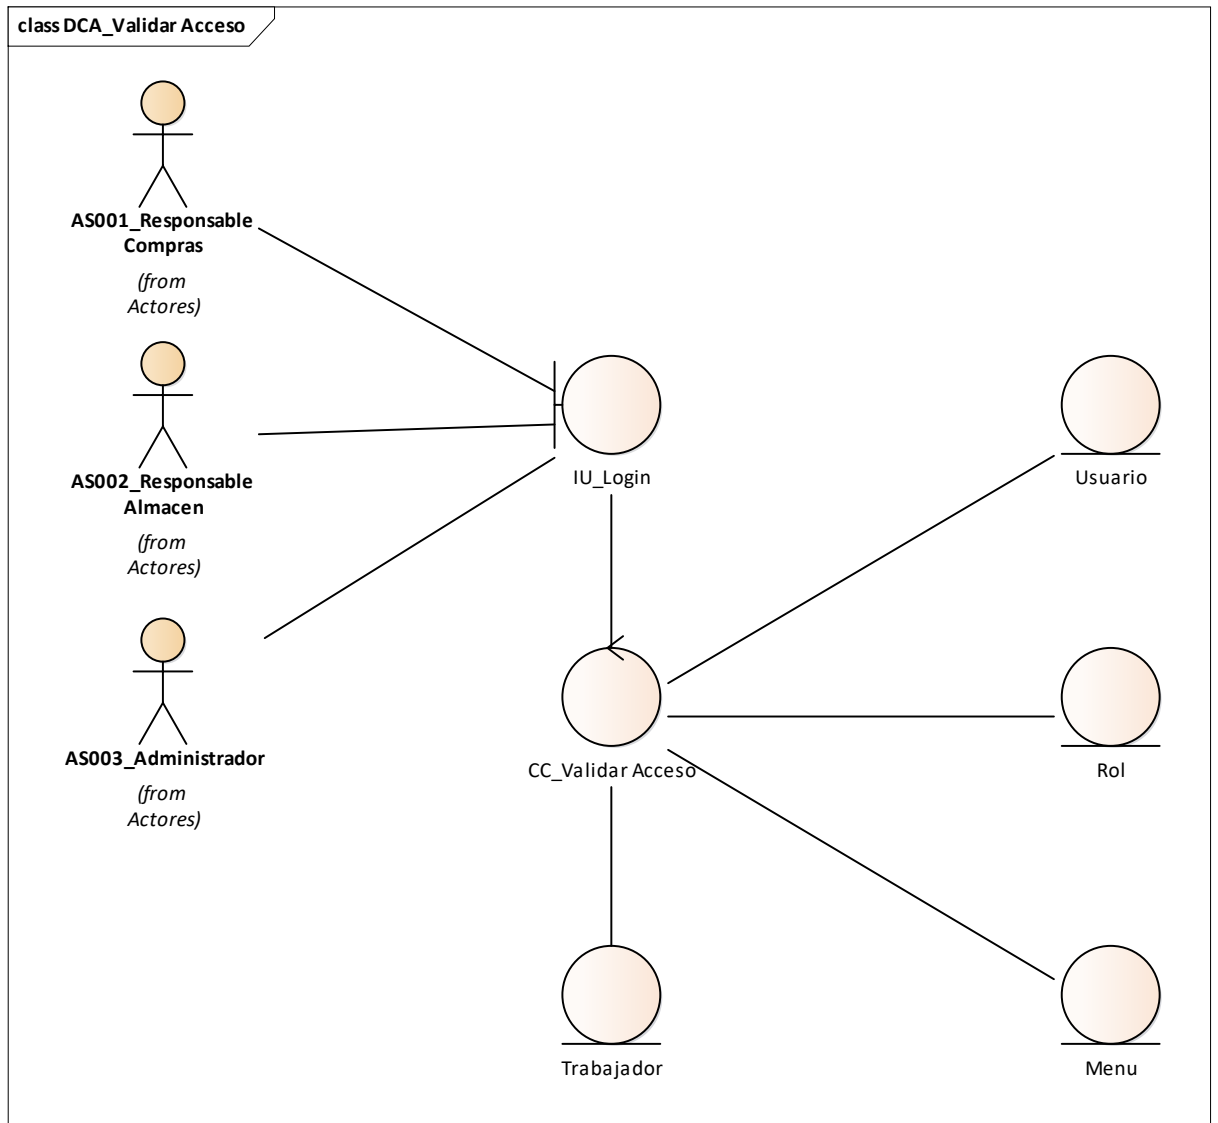 class DCA_Validar Acceso
AS001_Responsable
Compras
(from
Actores)
AS002_Responsable
Almacen
(from
Actores)
AS003_Administrador
(from
Actores)
IU_Login
Usuario
CC_Validar Acceso
Rol
Trabajador
Menu